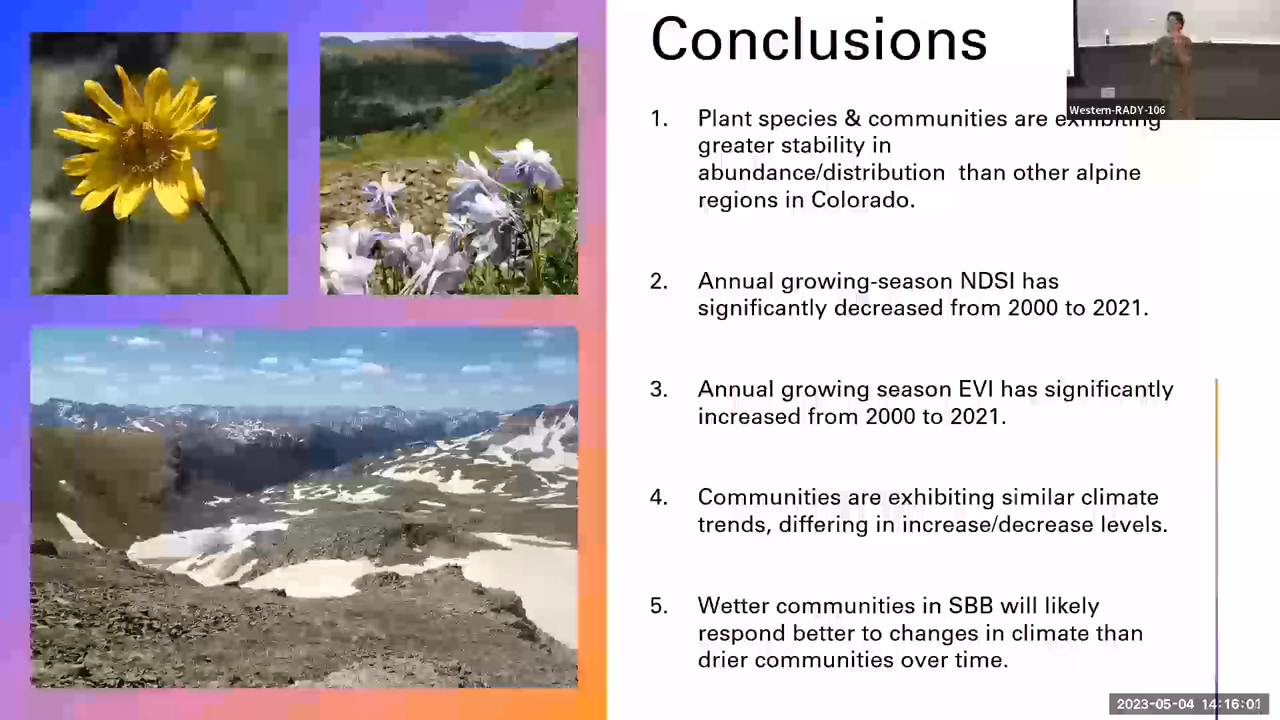 Conclusions
Western-RADY-106
1. Plant species & communities are exhibiting
greater stability in
abundance/distribution than other alpine
regions in Colorado.
2. Annual growing-season NDSI has
significantly decreased from 2000 to 2021.
3. Annual growing season EVI has significantly
increased from 2000 to 2021.
4. Communities are exhibiting similar climate
trends, differing in increase/decrease levels.
5. Wetter communities in SBB will likely
respond better to changes in climate than
drier communities over time.
2023-05-04 14:16:01